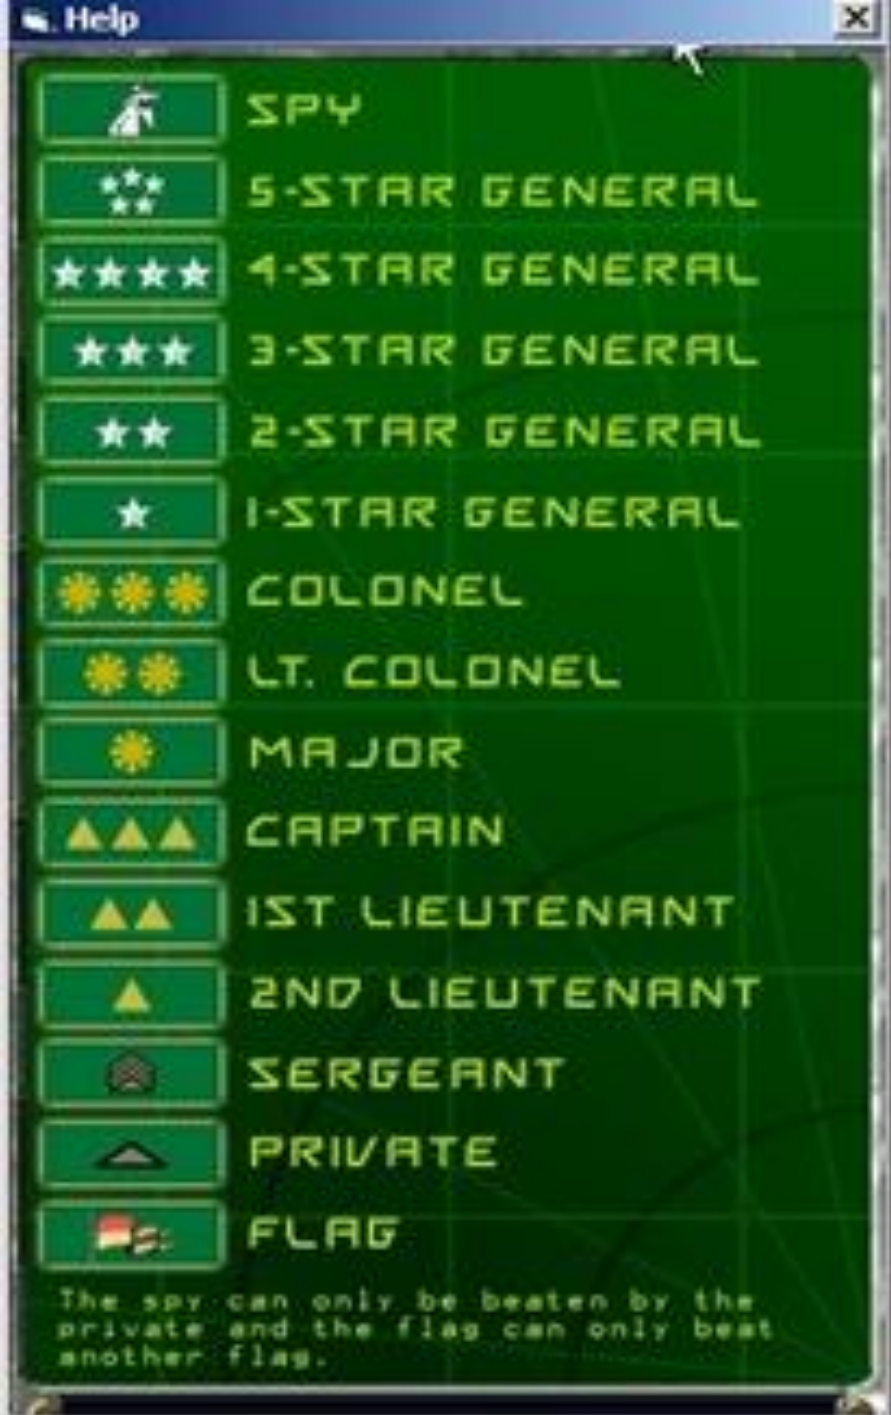 Help
SPY
5-STAR GENERAL
4-STAR GENERAL
3-STAR GENERAL
2-STAR GENERAL
1-STAR GENERAL
COLONEL
LT. COLONEL
MAJOR
CAPTAIN
1ST LIEUTENANT
2ND LIEUTENANT
SERGEANT
PRIVATE
FLAG
The spy can only be beaten by the
private and the flag can only beat
another flag.